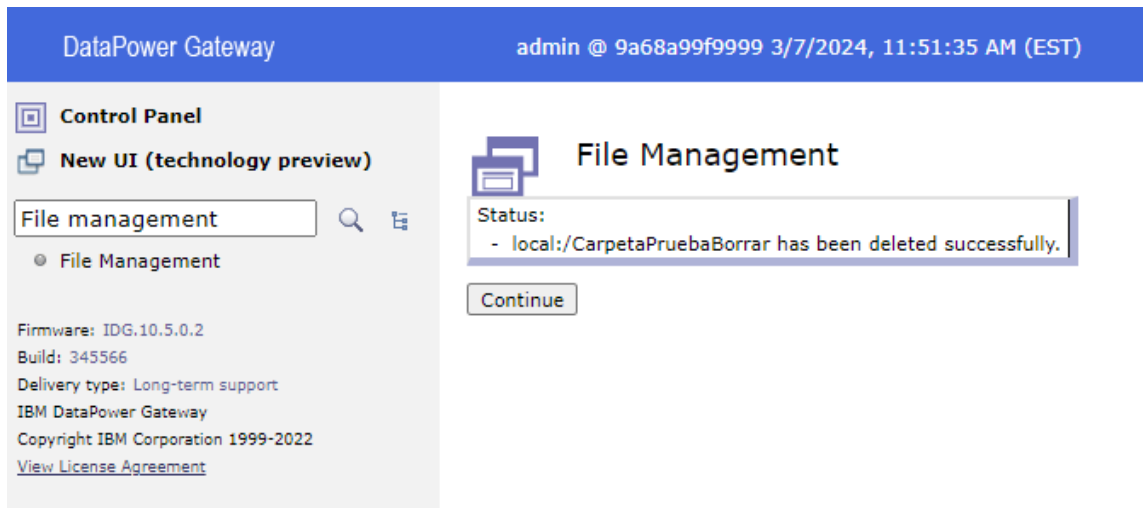 DataPower Gateway
admin @ 9a68a99f9999 3/7/2024, 11:51:35 AM (EST)
Control Panel
New UI (technology preview)
File management
File Management
Firmware: IDG.10.5.0.2
Build: 345566
Delivery type: Long-term support
IBM DataPower Gateway
Copyright IBM Corporation 1999-2022
View License Agreement
File Management
Status:
- local:/CarpetaPruebaBorrar has been deleted successfully.
Continue